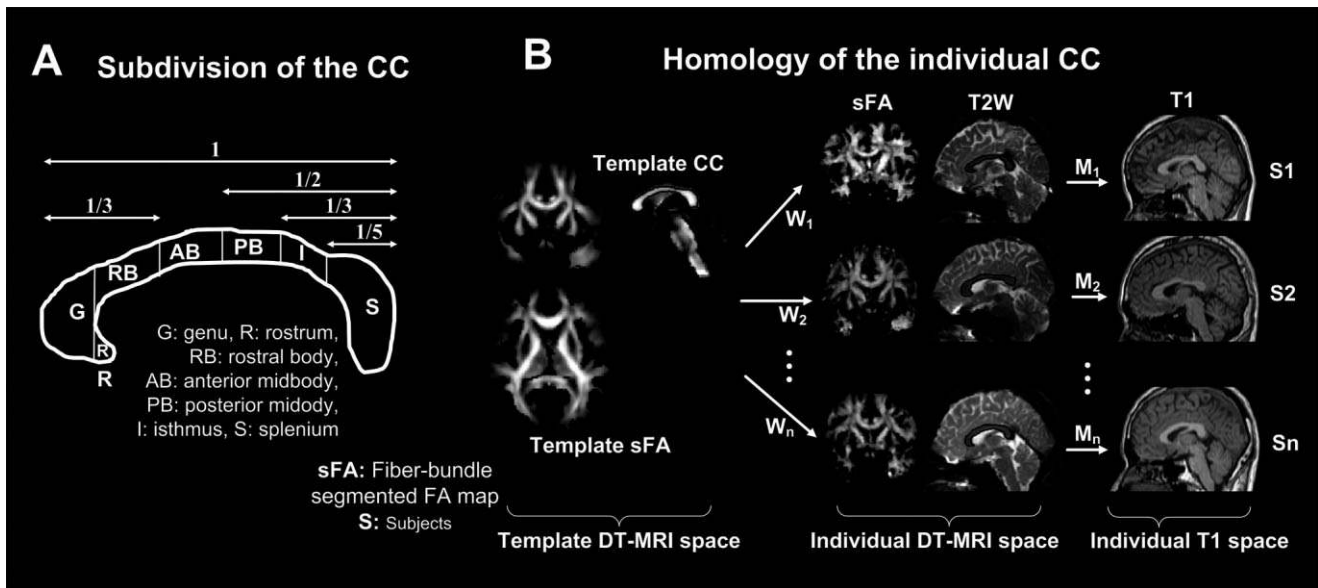 A Subdivision of the CC
1
1/2
1/3
1/3
1/5
G
RB
AB
PB
I
S
R
R
G: genu, R: rostrum,
RB: rostral body,
AB: anterior midbody,
PB: posterior midody,
I: isthmus, S: splenium
sFA: Fiber-bundle
segmented FA map
S: Subjects
B Homology of the individual CC
sFA T2W T1
Template CC
Template sFA
W1
M1
S1
W2
M2
S2
Wn
Mn
Sn
Template DT-MRI space
Individual DT-MRI space
Individual T1 space